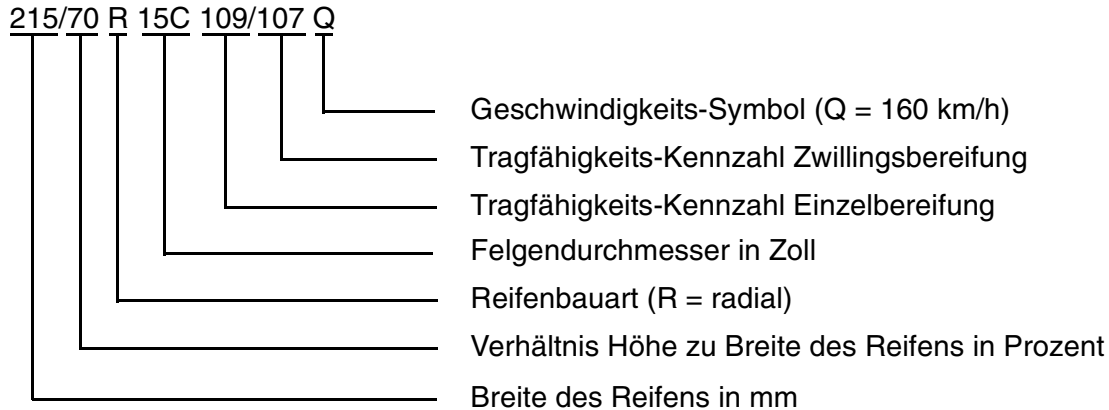 215/70 R 15C 109/107 Q
Geschwindigkeits-Symbol (Q = 160 km/h)
Tragfähigkeits-Kennzahl Zwillingsbereifung
Tragfähigkeits-Kennzahl Einzelbereifung
Felgendurchmesser in Zoll
Reifenbauart (R = radial)
Verhältnis Höhe zu Breite des Reifens in Prozent
Breite des Reifens in mm